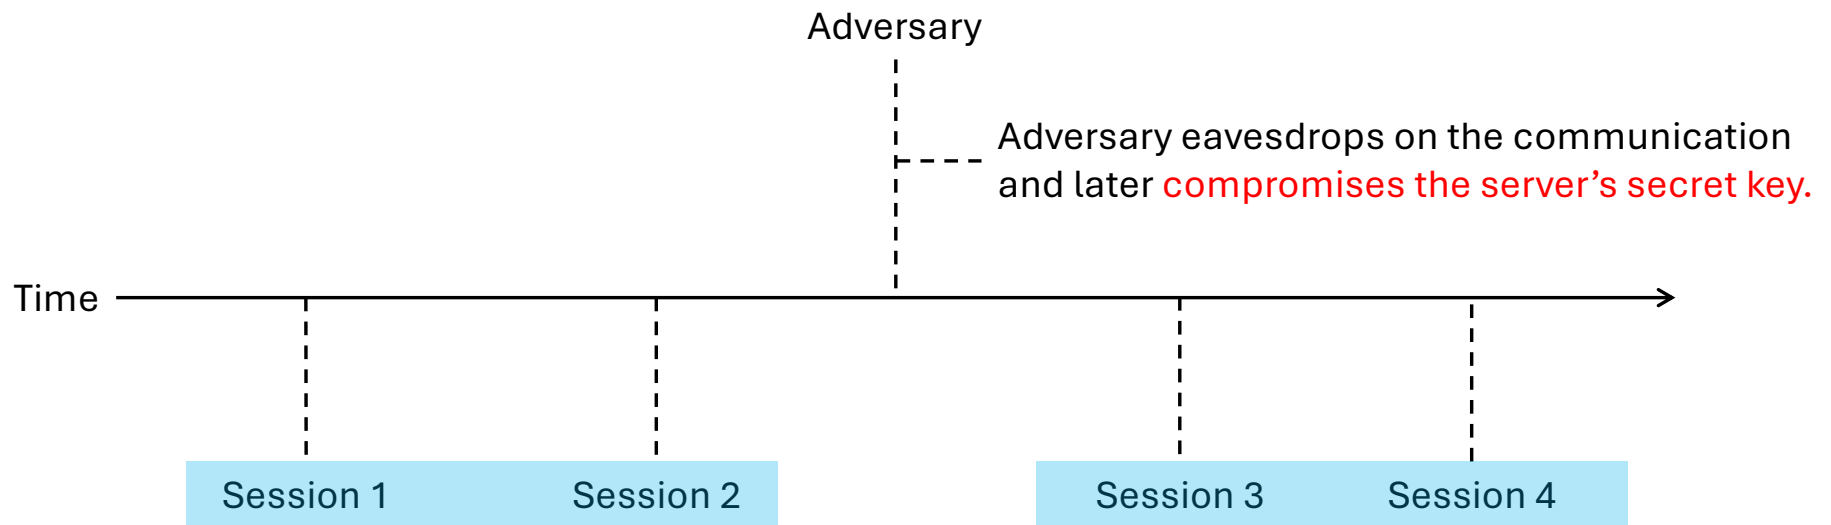 Adversary
Adversary eavesdrops on the communication
and later compromises the server’s secret key.
Time
Session 1
Session 2
Session 3
Session 4